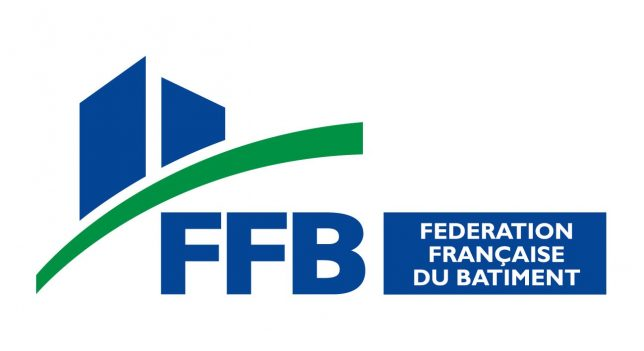 FFB
FEDERATION
FRANÇAISE
DU BATIMENT